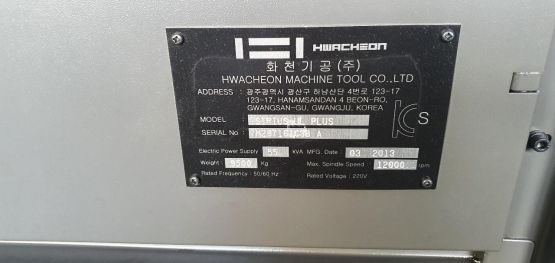 HWACHEON
화천기공(주)
HWACHEON MACHINE TOOL CO.,LTD
ADDRESS : 광주광역시 광산구 하남산단 4번로 123-17
123-17, HANAMSANDAN 4 BEON-RO,
GWANGSAN-GU, GWANGJU, KOREA
MODEL SIRIUS-UL PLUS
SERIAL No
Electric Power Supply 55 KVA MFG. Date 03 2013
Weight 9500 Kg Max. Spindle Speed 12000 rpm
Rated Frequency : 50/60 Hz Rated Voltage : 220V
S